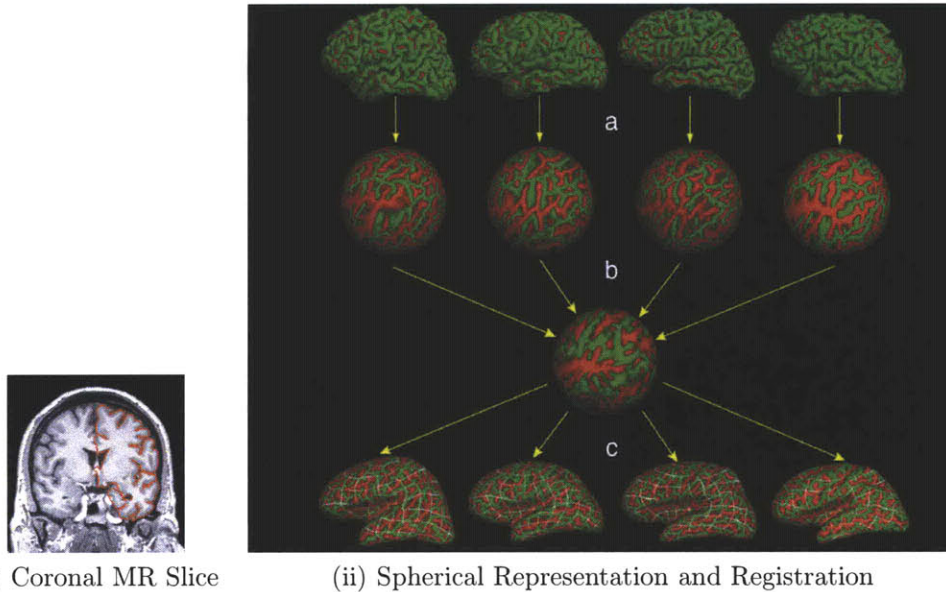 a
b
c
Coronal MR Slice
(ii) Spherical Representation and Registration